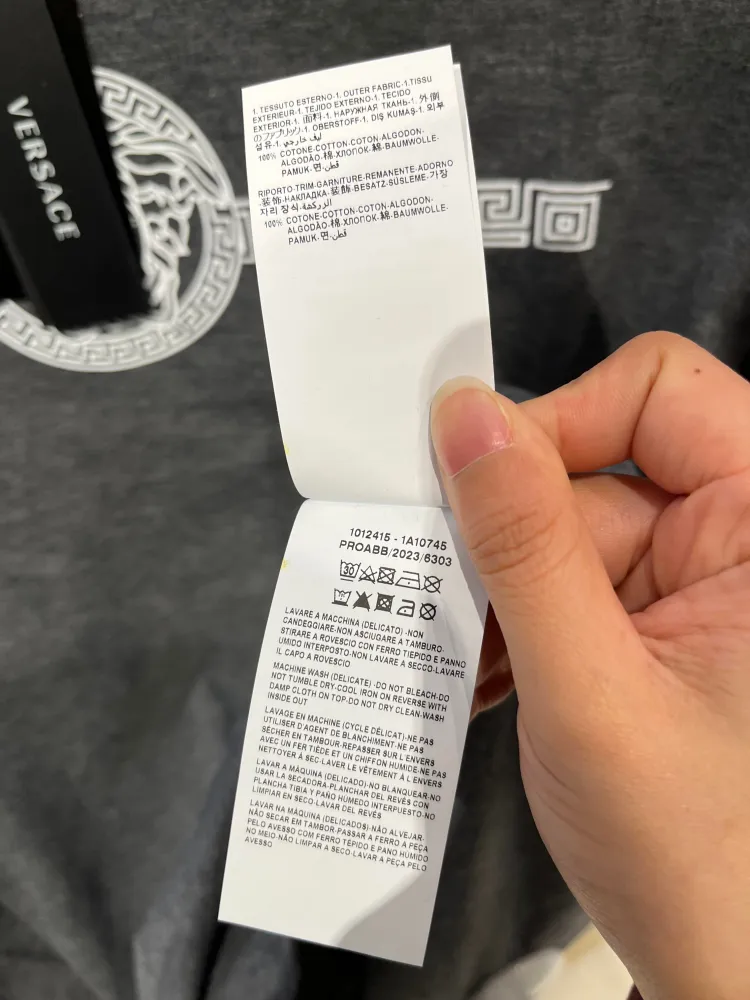 VERSACE
1. TESSUTO ESTERNO-1. OUTER FABRIC-1.TISSU
EXTERIEUR-1. TEJIDO EXTERNO-1. TECIDO
EXTERIOR-1. 面料-1. НАРУЖНАЯ ТКАНЬ-1. 外側
のファブリック-1. OBERSTOFF-1. DIŞ KUMAŞ-1. 외부
섬유-1. ليف خارجي
100% COTONE-COTTON-COTON-ALGODON-
ALGODÃO-棉-ХЛОПОК-綿-BAUMWOLLE-
PAMUK-면-قطن
RIPORTO-TRIM-GARNITURE-REMANENTE-ADORNO
-装饰-НАКЛАДКА-装飾-BESATZ-SÜSLEME-가장
자리 장식-الزركشة
100% COTONE-COTTON-COTON-ALGODON-
ALGODÃO-棉-ХЛОПОК-綿-BAUMWOLLE-
PAMUK-면-قطن
1012415 - 1A10745
PROABB/2023/6303
30
LAVARE A MACCHINA (DELICATO) -NON
CANDEGGIARE-NON ASCIUGARE A TAMBURO-
STIRARE A ROVESCIO CON FERRO TIEPIDO E PANNO
UMIDO INTERPOSTO-NON LAVARE A SECCO-LAVARE
IL CAPO A ROVESCIO
MACHINE WASH (DELICATE) -DO NOT BLEACH-DO
NOT TUMBLE DRY-COOL IRON ON REVERSE WITH
DAMP CLOTH ON TOP-DO NOT DRY CLEAN-WASH
INSIDE OUT
LAVAGE EN MACHINE (CYCLE DÉLICAT)-NE PAS
UTILISER D'AGENT DE BLANCHIMENT-NE PAS
SÉCHER EN TAMBOUR-REPASSER SUR L'ENVERS
AVEC UN FER TIÈDE ET UN CHIFFON HUMIDE-NE PAS
NETTOYER À SEC-LAVER LE VÊTEMENT À L'ENVERS
LAVAR A MÁQUINA (DELICADO)-NO BLANQUEAR-NO
USAR LA SECADORA-PLANCHAR DEL REVÉS CON
PLANCHA TIBIA Y PAÑO HÚMEDO INTERPUESTO-NO
LIMPIAR EN SECO-LAVAR DEL REVÉS
LAVAR NA MÁQUINA (DELICADOS)-NÃO ALVEJAR-
NÃO SECAR EM TAMBOR-PASSAR A FERRO A PEÇA
PELO AVESSO COM FERRO TÉPIDO E PANO HÚMIDO
NO MEIO-NÃO LIMPAR A SECO-LAVAR A PEÇA PELO
AVESSO